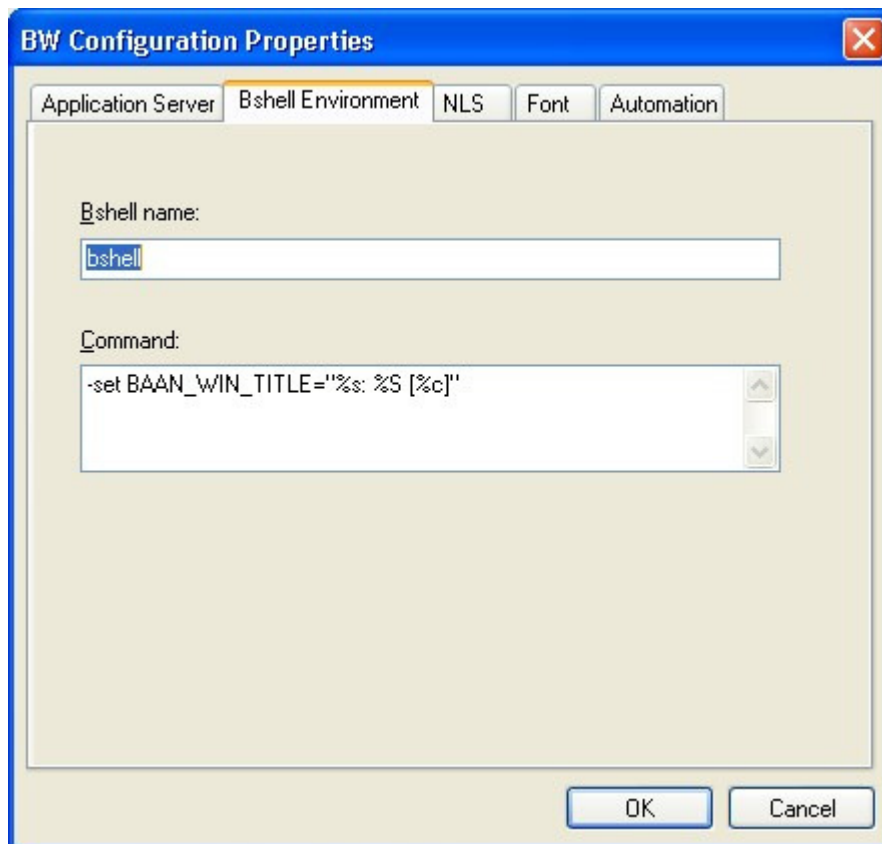 BW Configuration Properties
Application Server Bshell Environment NLS Font Automation
Bshell name:
bshell
Command:
-set BAAN_WIN_TITLE="%s: %S [%c]"
OK Cancel